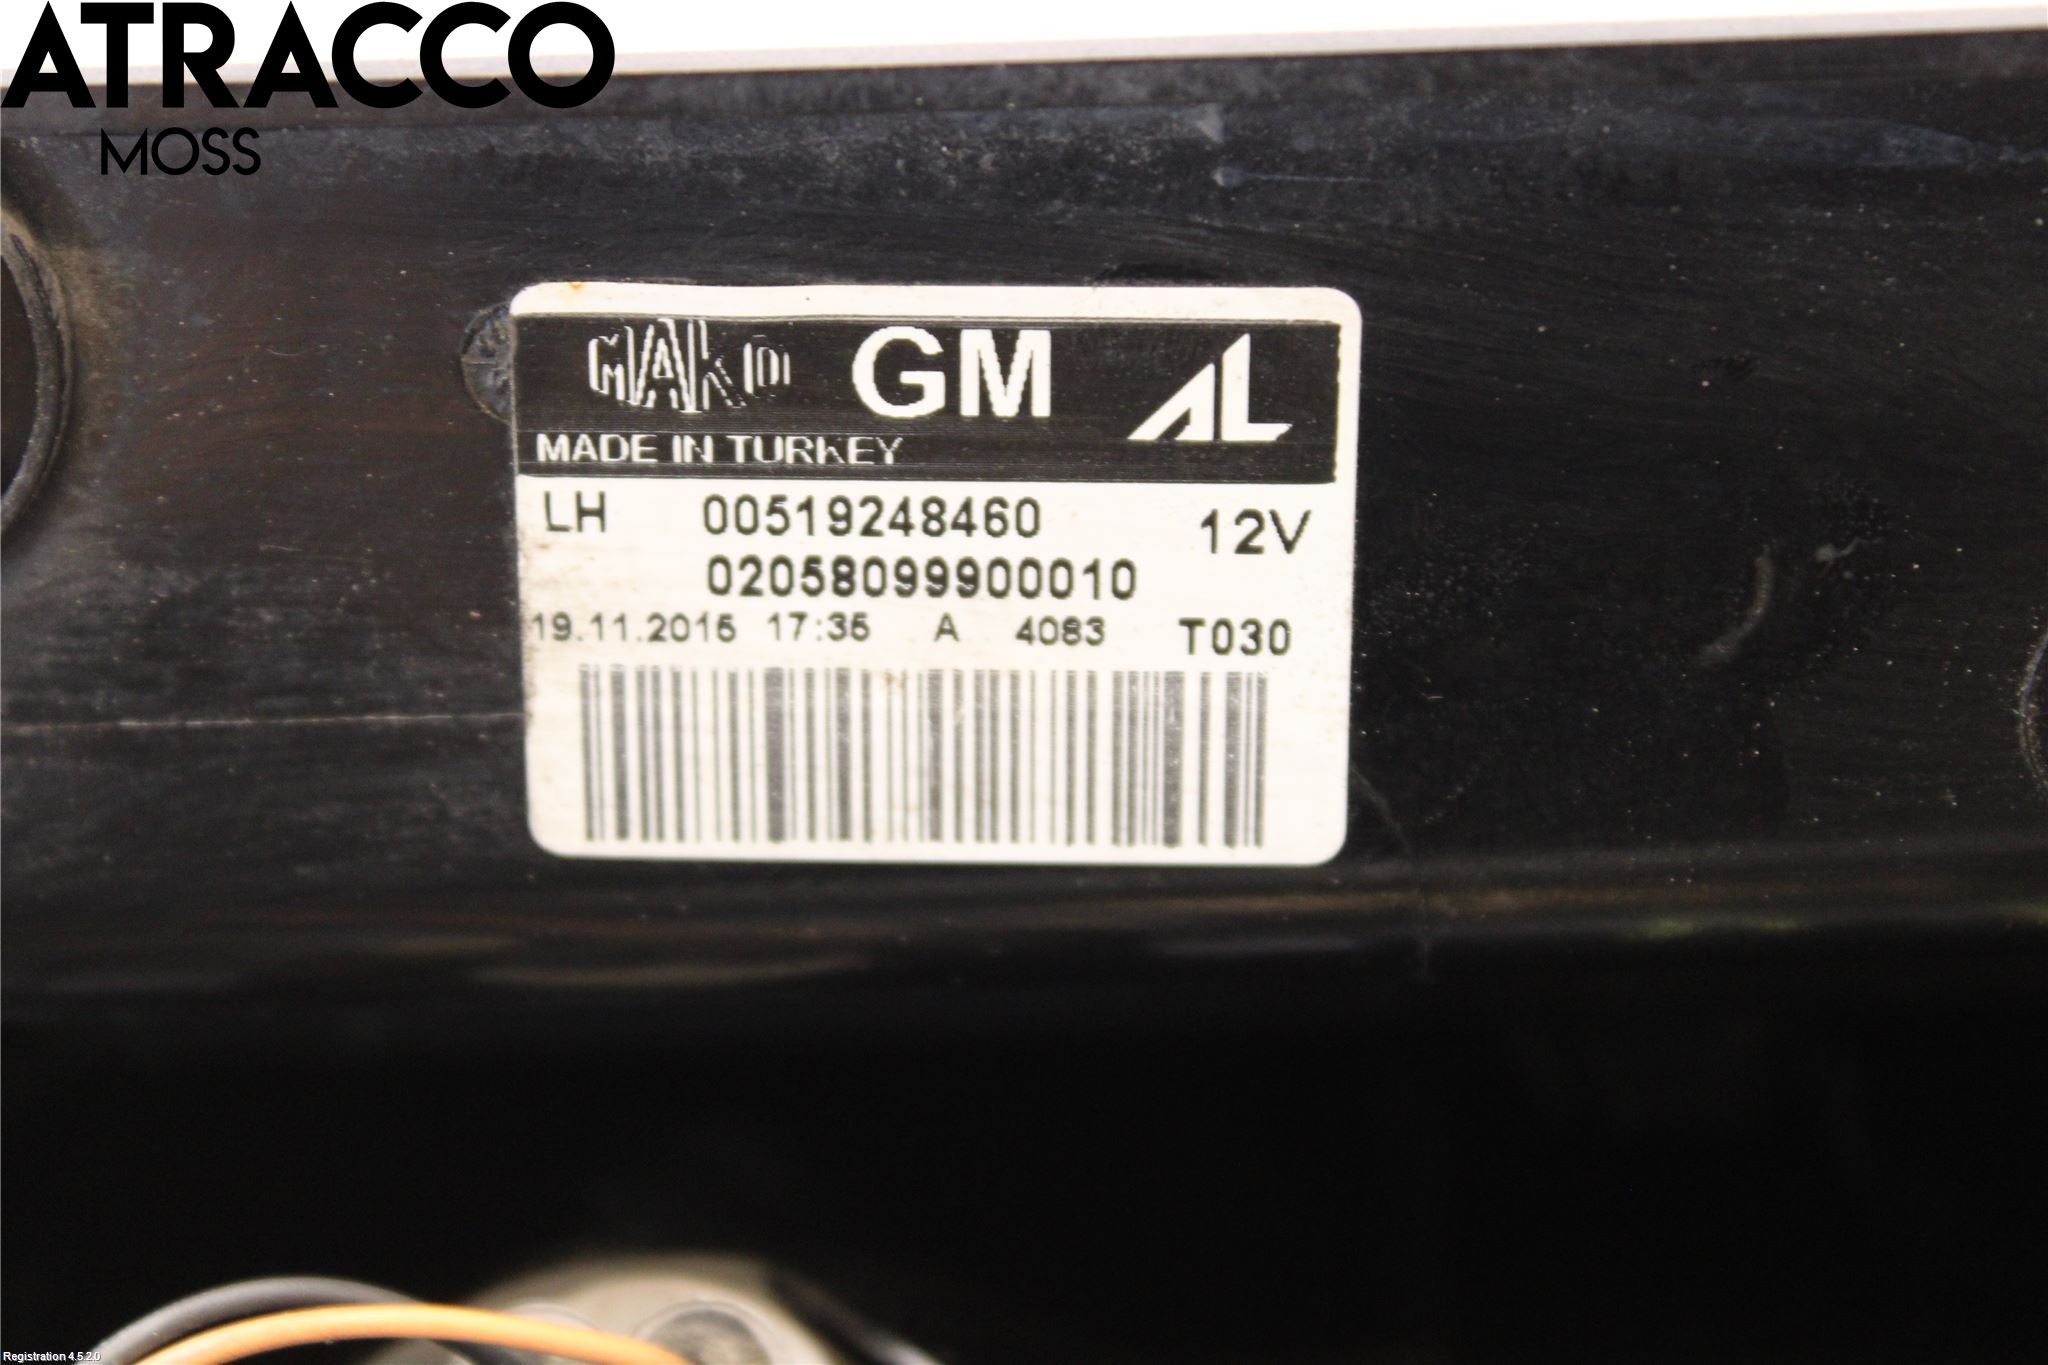 ATRACCO
MOSS
MAKO GM AL
MADE IN TURKEY
LH 00519248460 12V
02058099900010
19.11.2015 17:35 A 4083 T030
Registration 4.5.2.0